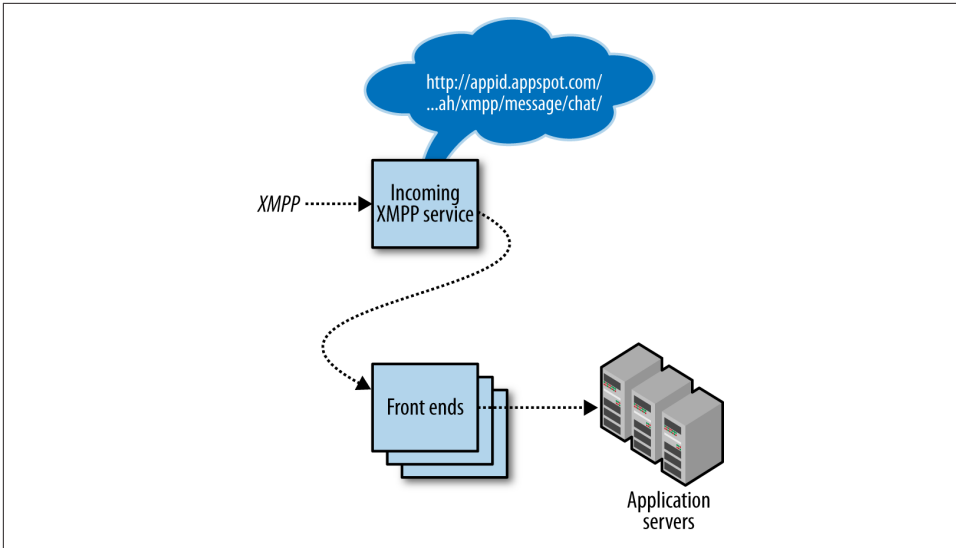 http://appid.appspot.com/
...ah/xmpp/message/chat/
XMPP
Incoming
XMPP service
Front ends
Application
servers